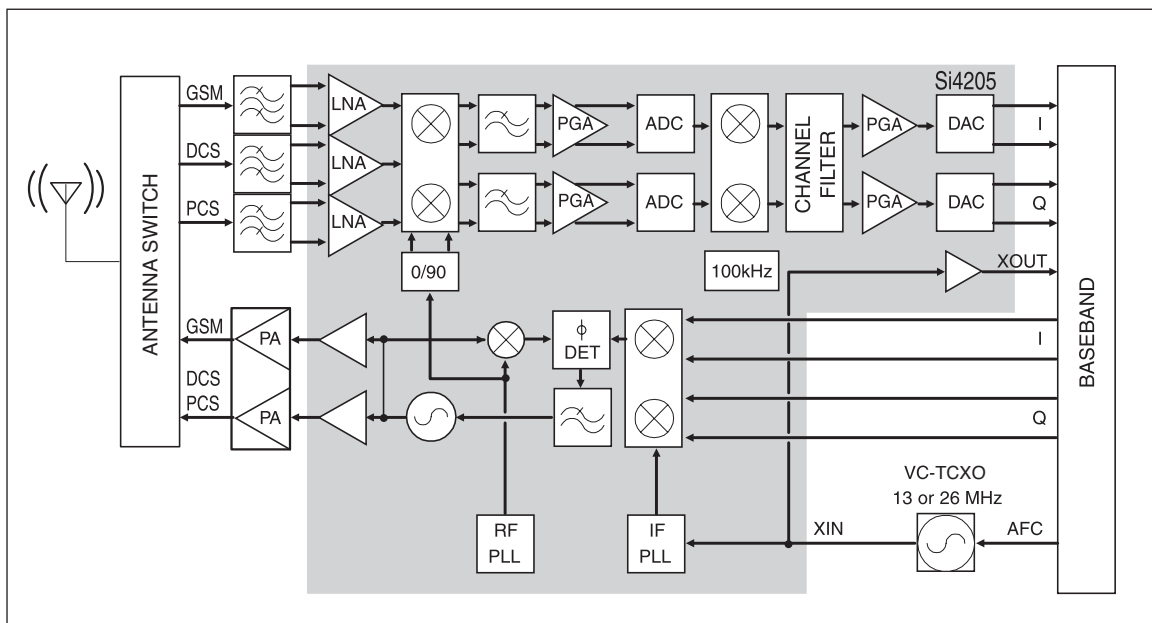 Si4205
ANTENNA SWITCH
GSM
DCS
PCS
LNA
LNA
LNA
PGA
PGA
ADC
ADC
CHANNEL
FILTER
PGA
PGA
DAC
DAC
I
Q
XOUT
BASEBAND
0/90
100kHz
GSM
DCS
PCS
PA
PA
ϕ
DET
I
Q
RF
PLL
IF
PLL
XIN
VC-TCXO
13 or 26 MHz
AFC